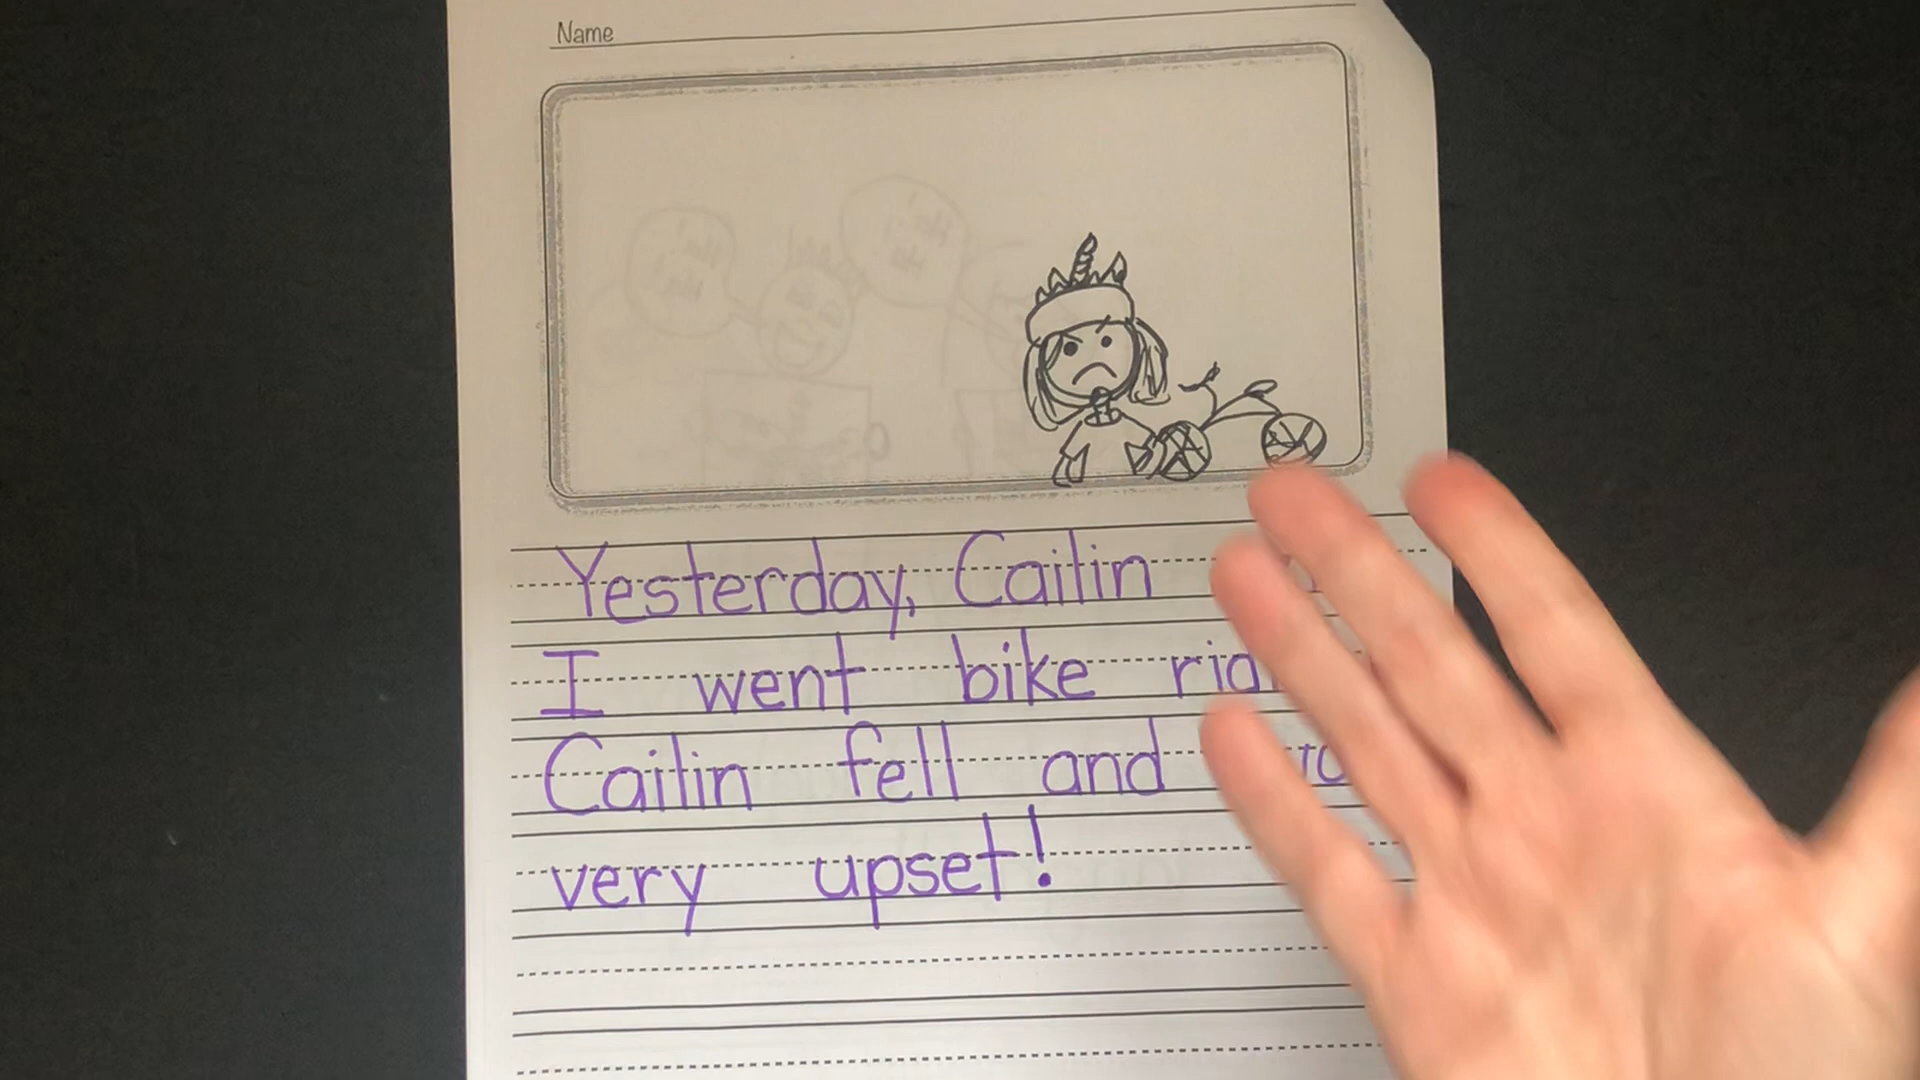 Name
Yesterday, Cailin
I went bike
Cailin fell and
very upset!